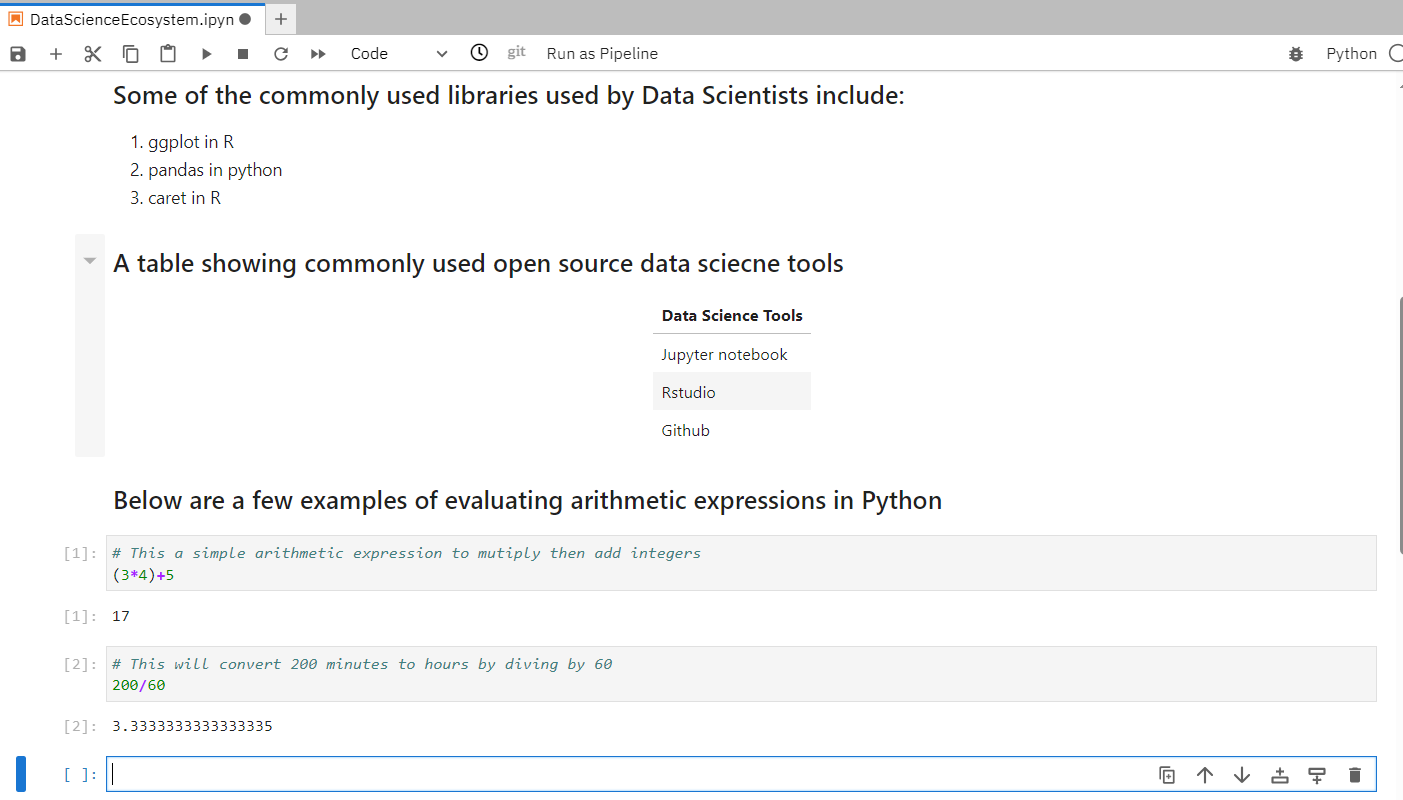 DataScienceEcosystem.ipyn
Code git Run as Pipeline Python
Some of the commonly used libraries used by Data Scientists include:
1. ggplot in R
2. pandas in python
3. caret in R
A table showing commonly used open source data sciecne tools
Data Science Tools
Jupyter notebook
Rstudio
Github
Below are a few examples of evaluating arithmetic expressions in Python
[1]: # This a simple arithmetic expression to mutiply then add integers
(3*4)+5
[1]: 17
[2]: # This will convert 200 minutes to hours by diving by 60
200/60
[2]: 3.3333333333333335
[ ]: